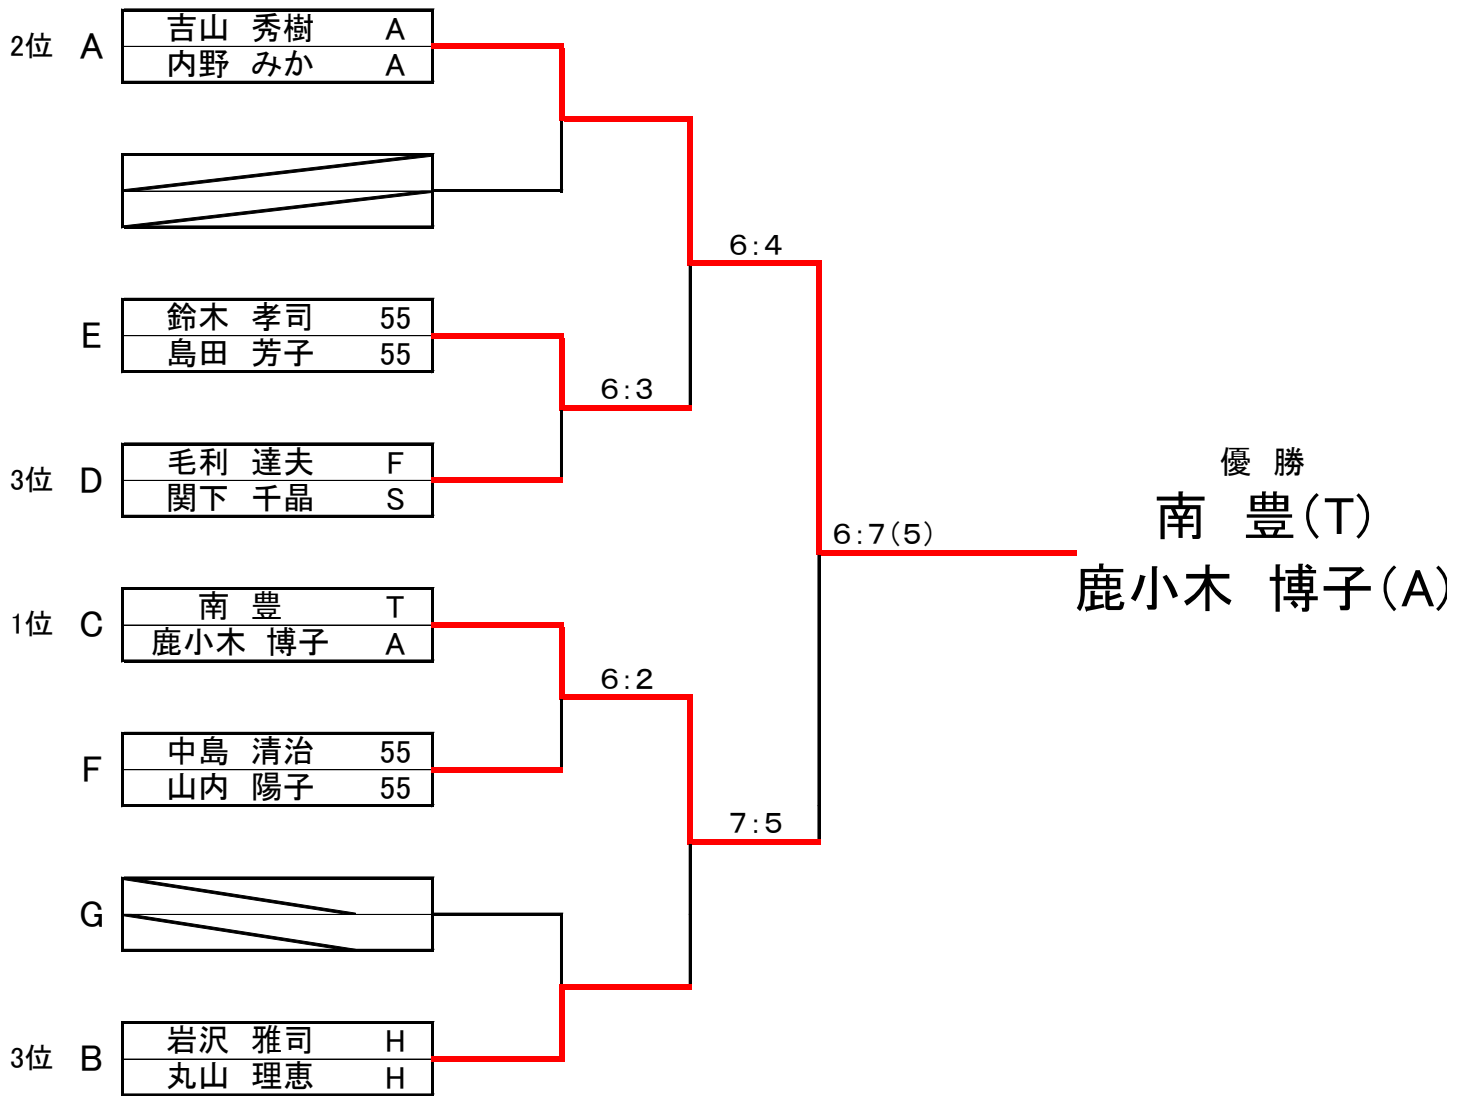 2位 A 吉山 秀樹 A
内野 みか A
6:4
E 鈴木 孝司 55
島田 芳子 55
6:3
3位 D 毛利 達夫 F
関下 千晶 S
優 勝
南 豊(T)
6:7(5)
鹿小木 博子(A)
1位 C 南 豊 T
鹿小木 博子 A
6:2
F 中島 清治 55
山内 陽子 55
7:5
G
3位 B 岩沢 雅司 H
丸山 理恵 H